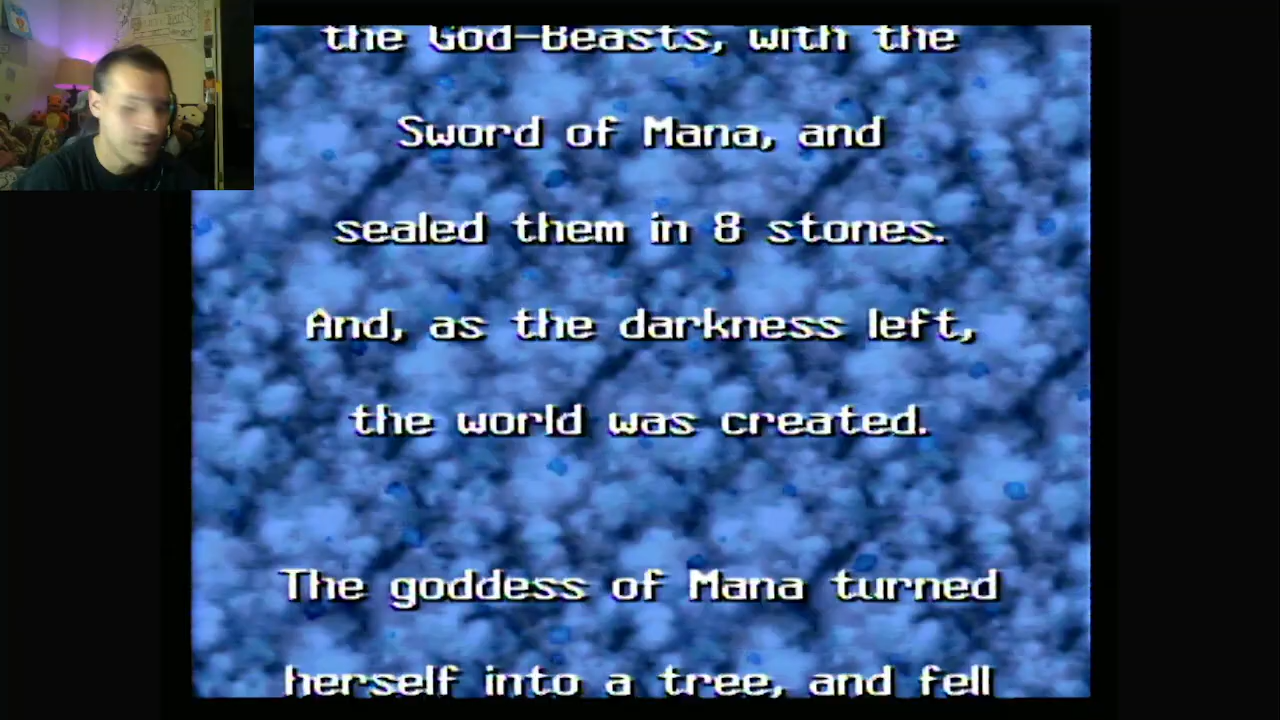 the God-Beasts, with the
Sword of Mana, and
sealed them in 8 stones.
And, as the darkness left,
the world was created.
The goddess of Mana turned
herself into a tree, and fell